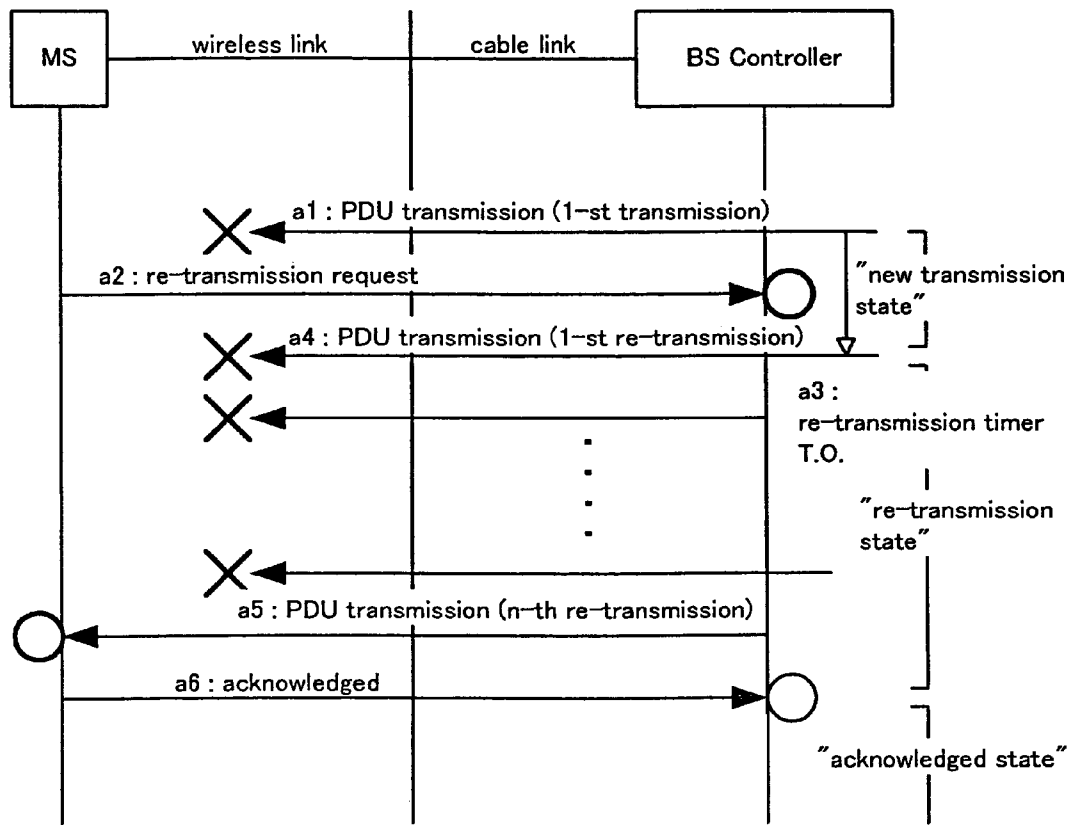 MS
wireless link
cable link
BS Controller
a1 : PDU transmission (1-st transmission)
a2 : re-transmission request
"new transmission
state"
a4 : PDU transmission (1-st re-transmission)
a3 :
re-transmission timer
T.O.
"re-transmission
state"
a5 : PDU transmission (n-th re-transmission)
a6 : acknowledged
"acknowledged state"